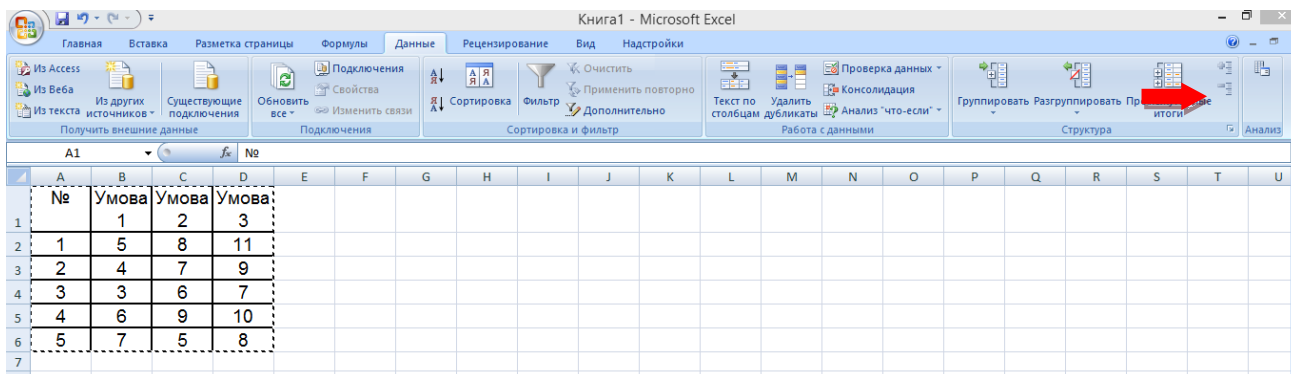 Книга1 - Microsoft Excel
Главная Вставка Разметка страницы Формулы Данные Рецензирование Вид Надстройки
Из Access
Из Веба
Из текста
Из других источников
Существующие подключения
Получить внешние данные
Обновить все
Подключения
Свойства
Изменить связи
Подключения
А
Я
Я
А
А Я
Я А
Сортировка
Фильтр
Очистить
Применить повторно
Дополнительно
Сортировка и фильтр
Текст по столбцам
Удалить дубликаты
Проверка данных
Консолидация
Анализ "что-если"
Работа с данными
Группировать
Разгруппировать
итоги
Структура
Анализ
A1 fx №
A B C D E F G H I J K L M N O P Q R S T U
№ Умова Умова Умова
1 1 2 3
2 1 5 8 11
3 2 4 7 9
4 3 3 6 7
5 4 6 9 10
6 5 7 5 8
7